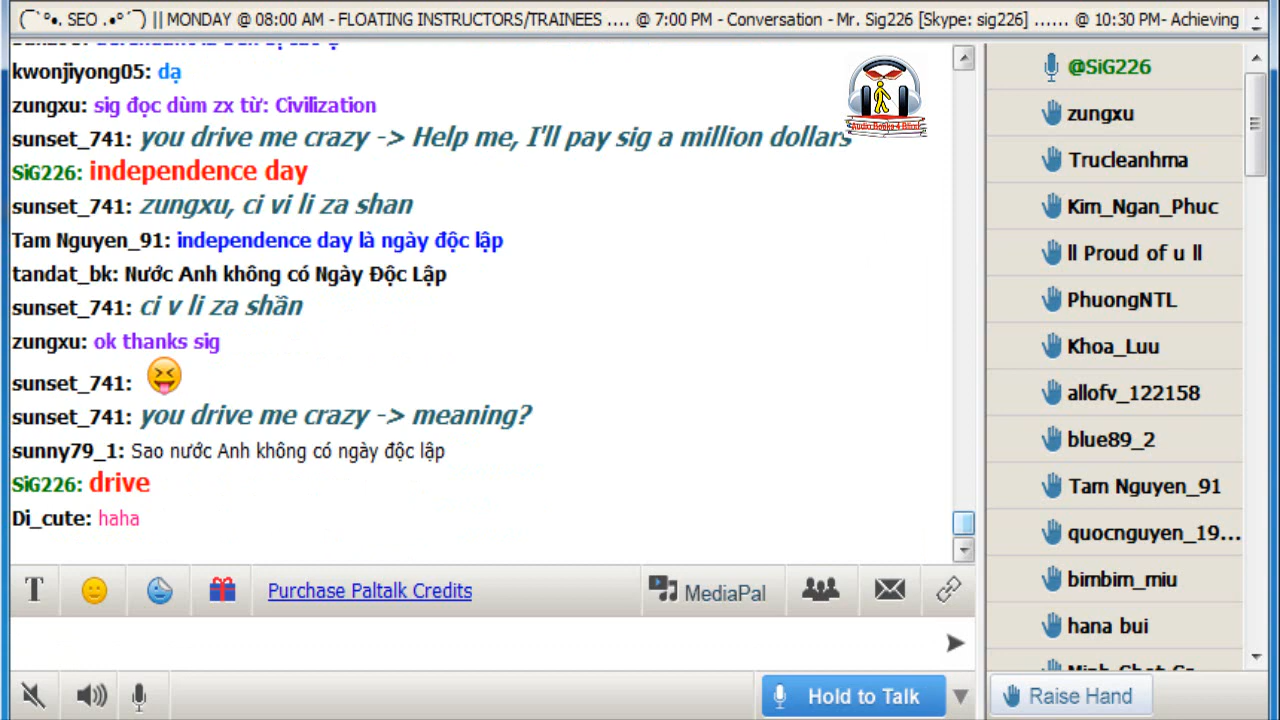 (¯`°•. SEO .•°´¯) || MONDAY @ 08:00 AM - FLOATING INSTRUCTORS/TRAINEES .... @ 7:00 PM - Conversation - Mr. Sig226 [Skype: sig226] ...... @ 10:30 PM- Achieving
kwonjiyong05: dạ
zungxu: sig đọc dùm zx từ: Civilization
sunset_741: you drive me crazy -> Help me, I'll pay sig a million dollars
SiG226: independence day
sunset_741: zungxu, ci vi li za shan
Tam Nguyen_91: independence day là ngày độc lập
tandat_bk: Nước Anh không có Ngày Độc Lập
sunset_741: ci v li za shần
zungxu: ok thanks sig
sunset_741:
sunset_741: you drive me crazy -> meaning?
sunny79_1: Sao nước Anh không có ngày độc lập
SiG226: drive
Di_cute: haha
Audio Books 4 Blind
T
Purchase Paltalk Credits
MediaPal
Hold to Talk
@SiG226
zungxu
Trucleanhma
Kim_Ngan_Phuc
ll Proud of u ll
PhuongNTL
Khoa_Luu
allofv_122158
blue89_2
Tam Nguyen_91
quocnguyen_19...
bimbim_miu
hana bui
Raise Hand